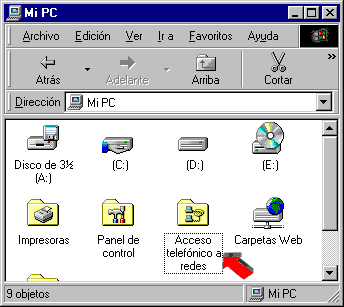 Mi PC
Archivo Edición Ver Ir a Favoritos Ayuda
Atrás Adelante Arriba Cortar
Dirección Mi PC
Disco de 3½ (A:)
(C:)
(D:)
(E:)
Impresoras
Panel de control
Acceso telefónico a redes
Carpetas Web
9 objetos
Mi PC